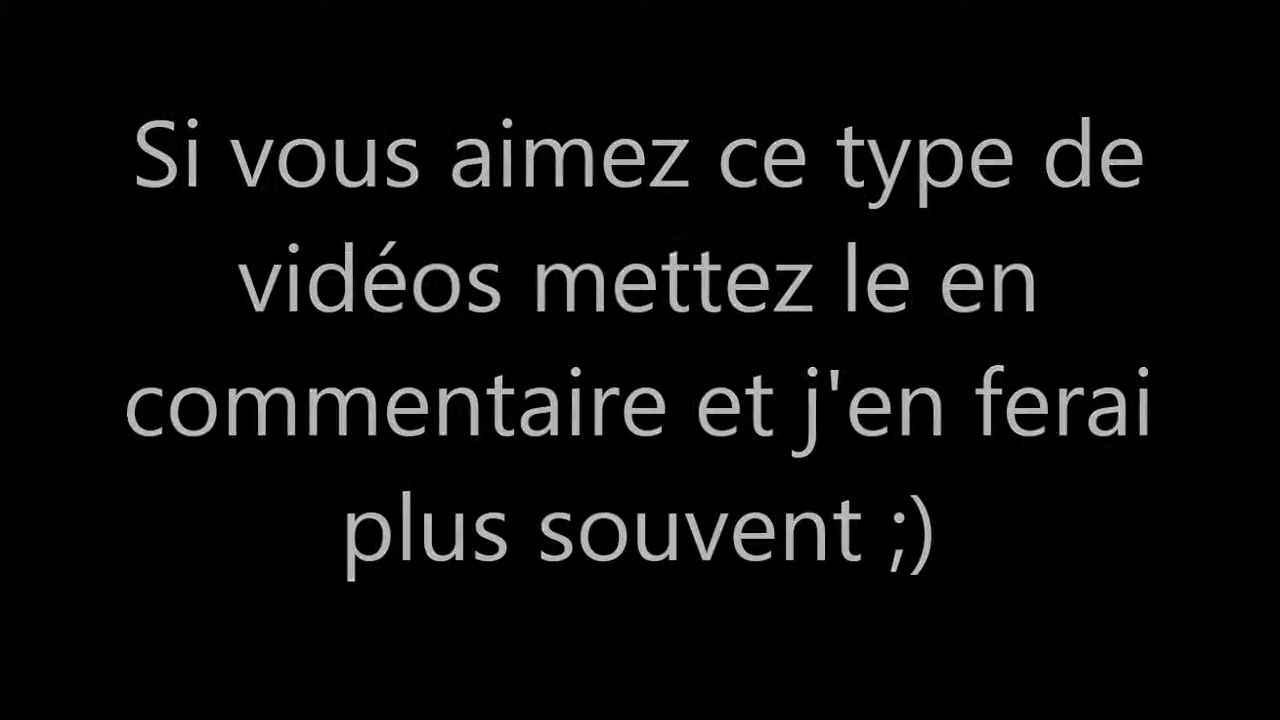 Si vous aimez ce type de
vidéos mettez le en
commentaire et j'en ferai
plus souvent ;)